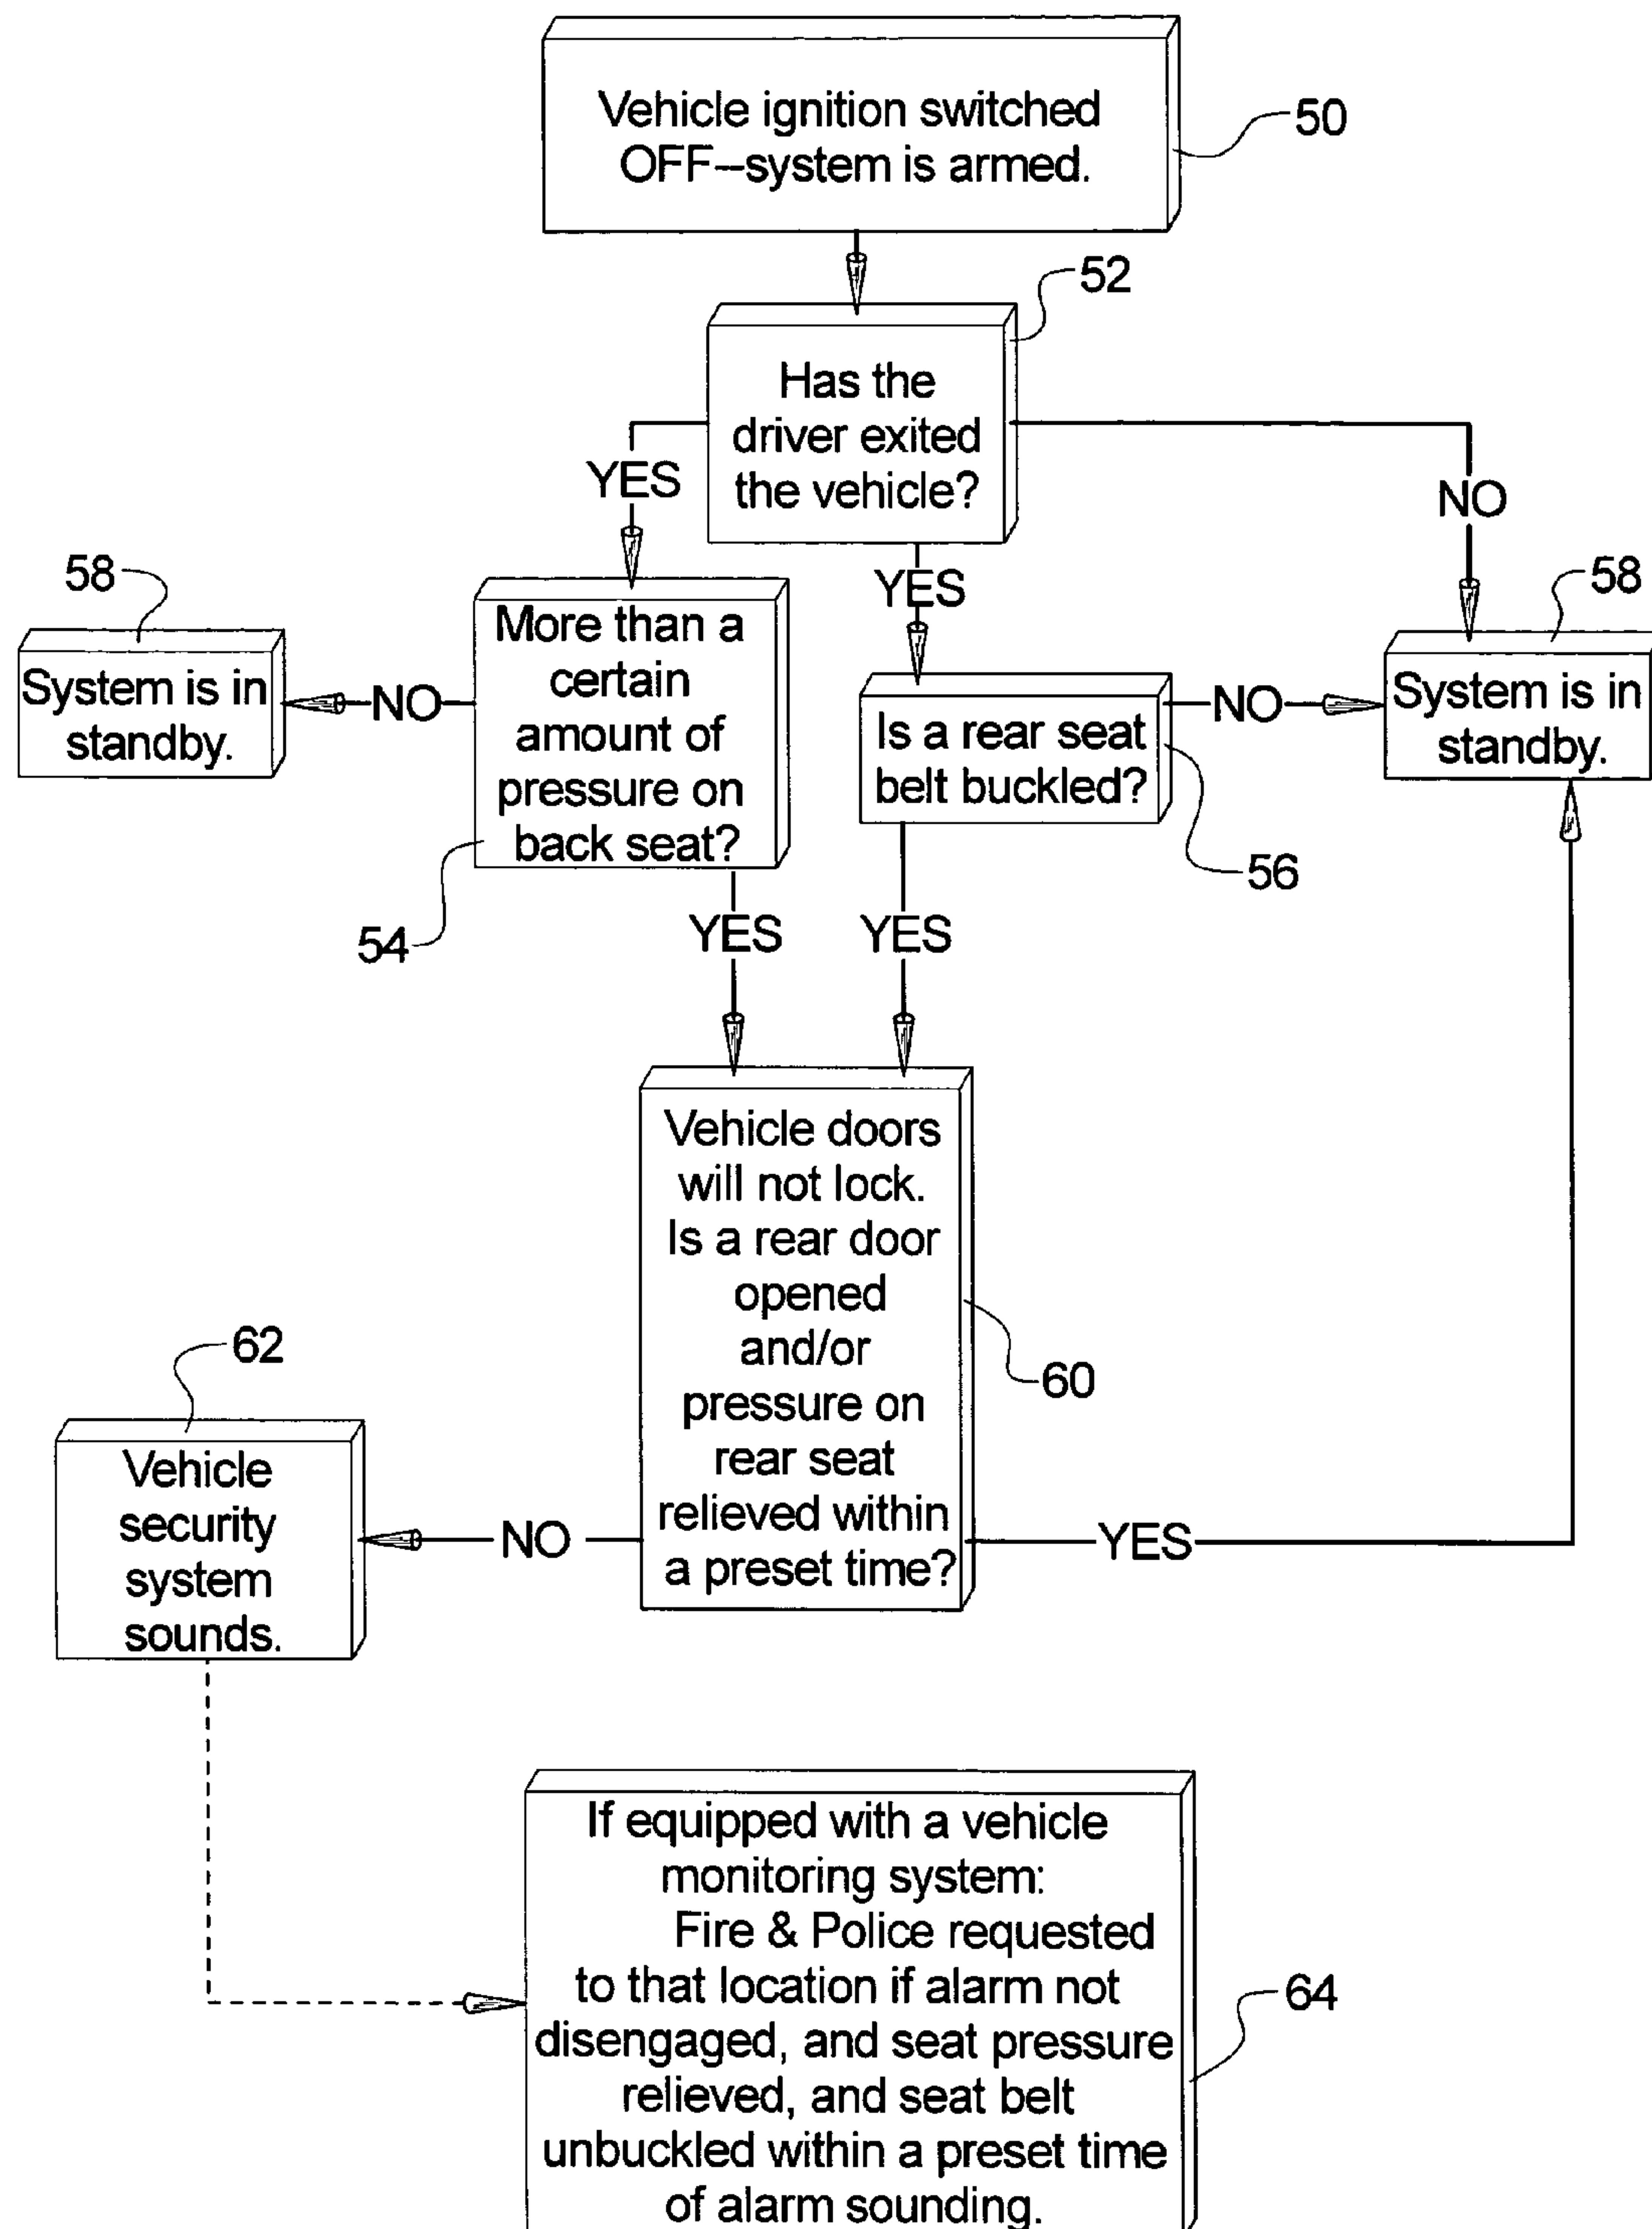 Vehicle ignition switched
OFF--system is armed.
50
52
Has the
driver exited
the vehicle?
YES
NO
YES
58
58
More than a
certain
amount of
pressure on
back seat?
System is in
standby.
NO
Is a rear seat
belt buckled?
NO
System is in
standby.
56
54
YES
YES
Vehicle doors
will not lock.
Is a rear door
opened
and/or
pressure on
rear seat
relieved within
a preset time?
60
62
Vehicle
security
system
sounds.
NO
YES
If equipped with a vehicle
monitoring system:
Fire & Police requested
to that location if alarm not
disengaged, and seat pressure
relieved, and seat belt
unbuckled within a preset time
of alarm sounding.
64